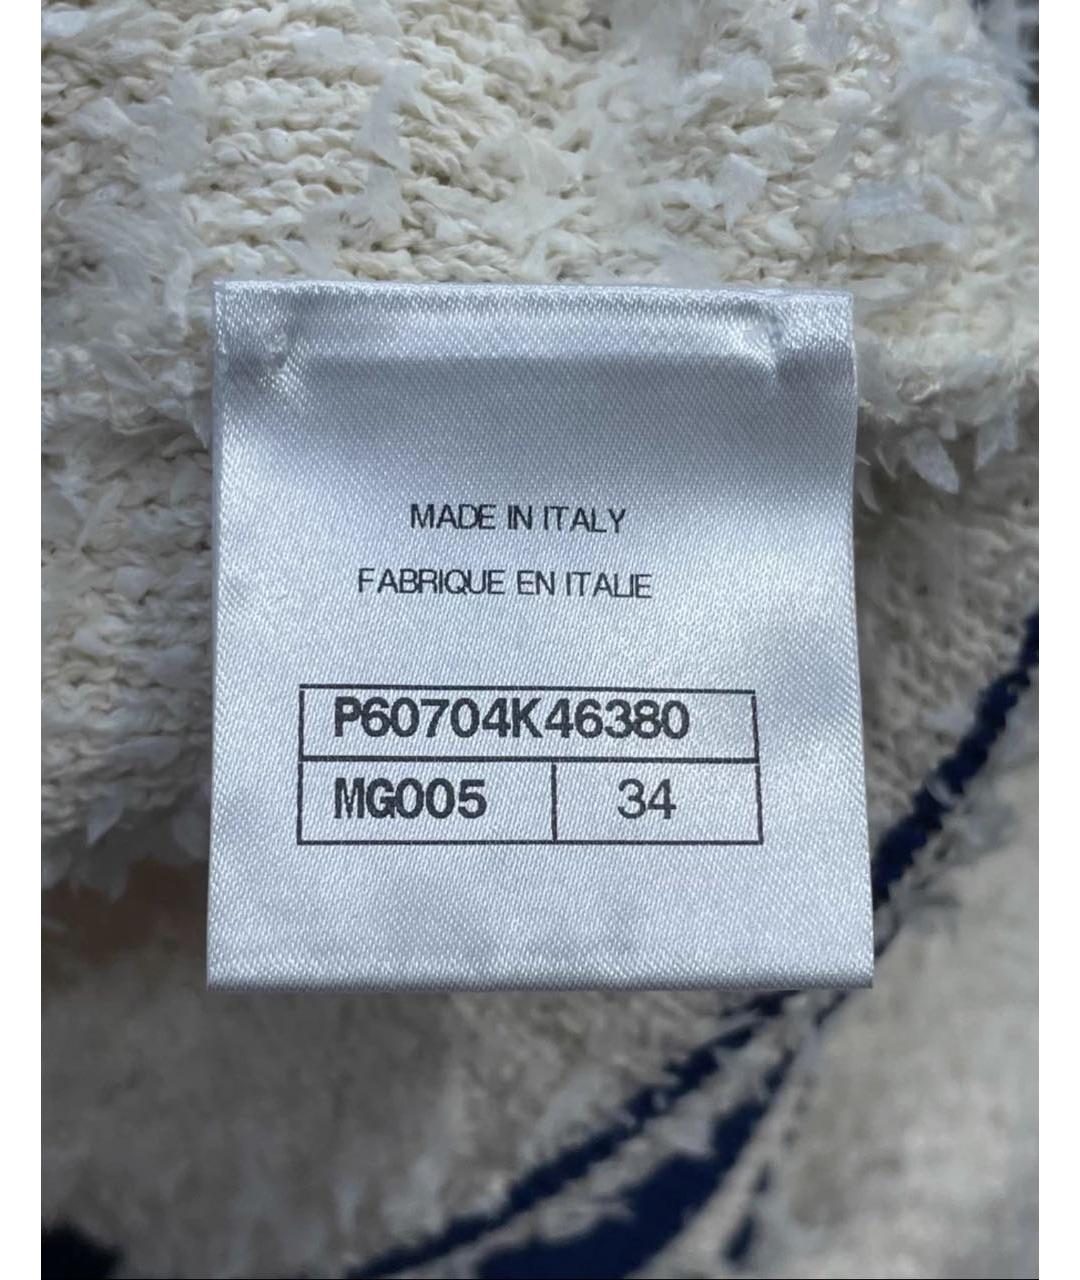 MADE IN ITALY
FABRIQUE EN ITALIE
P60704K46380
MG005 34